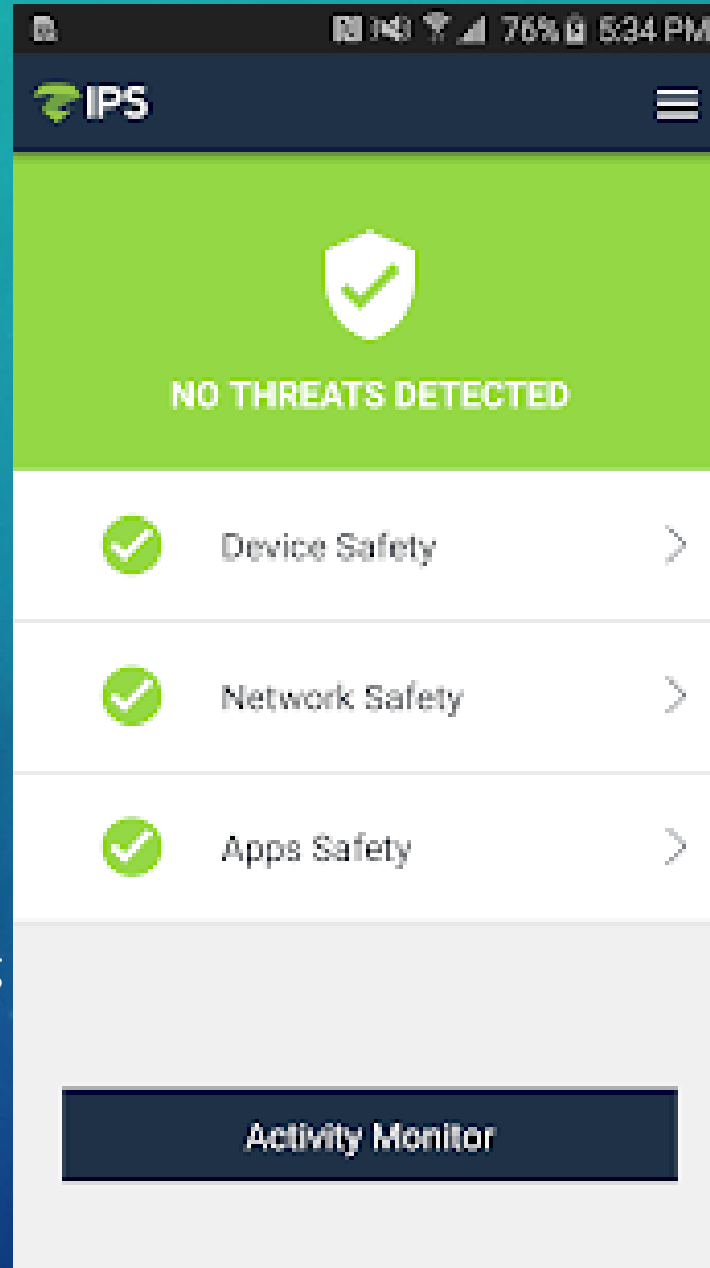 76% 5:34 PM
IPS
NO THREATS DETECTED
Device Safety
Network Safety
Apps Safety
Activity Monitor